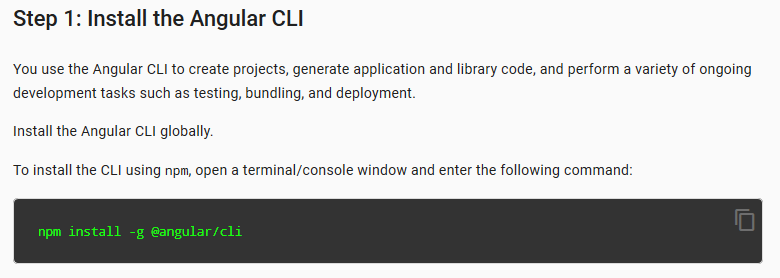 Step 1: Install the Angular CLI
You use the Angular CLI to create projects, generate application and library code, and perform a variety of ongoing
development tasks such as testing, bundling, and deployment.
Install the Angular CLI globally.
To install the CLI using npm, open a terminal/console window and enter the following command:
npm install -g @angular/cli